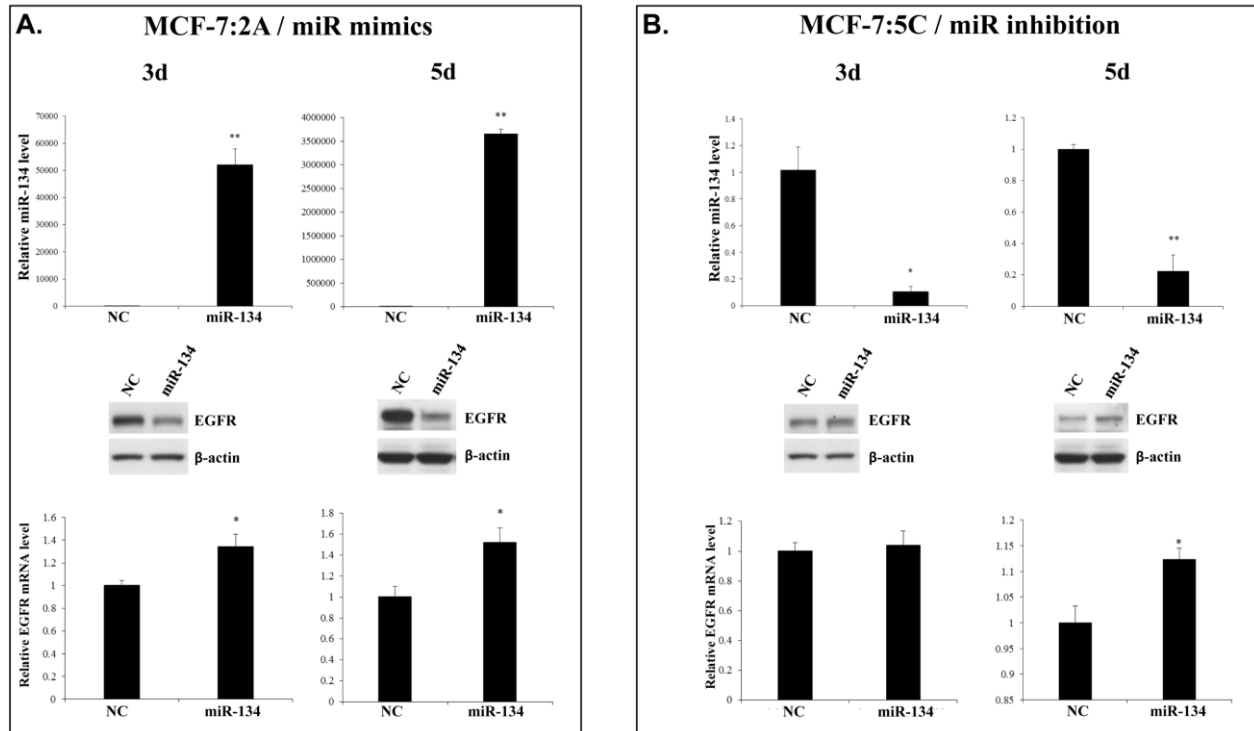 A.
MCF-7:2A / miR mimics
3d
5d
Relative miR-134 level
70000
60000
50000
40000
30000
20000
10000
0
**
NC
miR-134
4000000
3500000
3000000
2500000
2000000
1500000
1000000
500000
0
**
NC
miR-134
NC
miR-134
EGFR
β-actin
NC
miR-134
EGFR
β-actin
Relative EGFR mRNA level
1.6
1.4
1.2
1
0.8
0.6
0.4
0.2
0
*
NC
miR-134
1.8
1.6
1.4
1.2
1
0.8
0.6
0.4
0.2
0
*
NC
miR-134
B.
MCF-7:5C / miR inhibition
3d
5d
Relative miR-134 level
1.4
1.2
1
0.8
0.6
0.4
0.2
0
*
NC
miR-134
1.2
1
0.8
0.6
0.4
0.2
0
**
NC
miR-134
NC
miR-134
EGFR
β-actin
NC
miR-134
EGFR
β-actin
Relative EGFR mRNA level
1.2
1
0.8
0.6
0.4
0.2
0
NC
miR-134
1.2
1.15
1.1
1.05
1
0.95
0.9
0.85
*
NC
miR-134